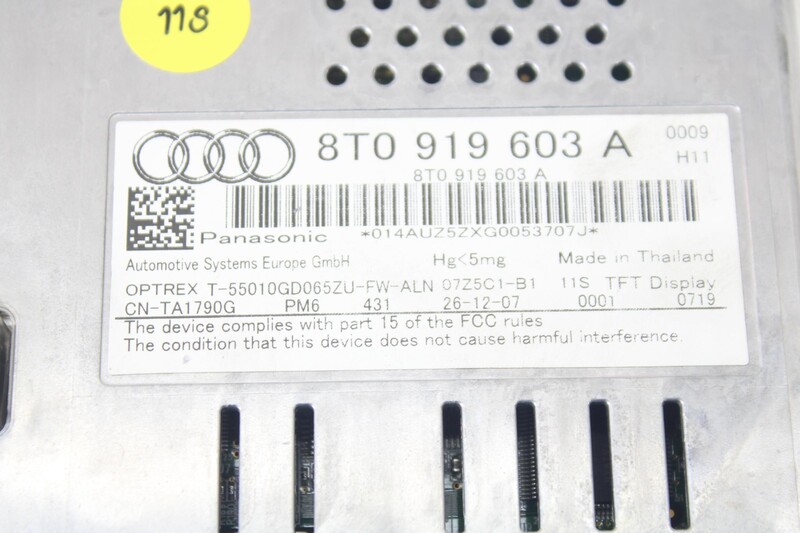 118
8T0 919 603 A
0009
H11
8T0 919 603 A
Panasonic *014AUZ5ZXG0053707J*
Automotive Systems Europe GmbH Hg<5mg Made in Thailand
OPTREX T-55010GD065ZU-FW-ALN 07Z5C1-B1 11S TFT Display
CN-TA1790G PM6 431 26-12-07 0001 0719
The device complies with part 15 of the FCC rules
The condition that this device does not cause harmful interference.